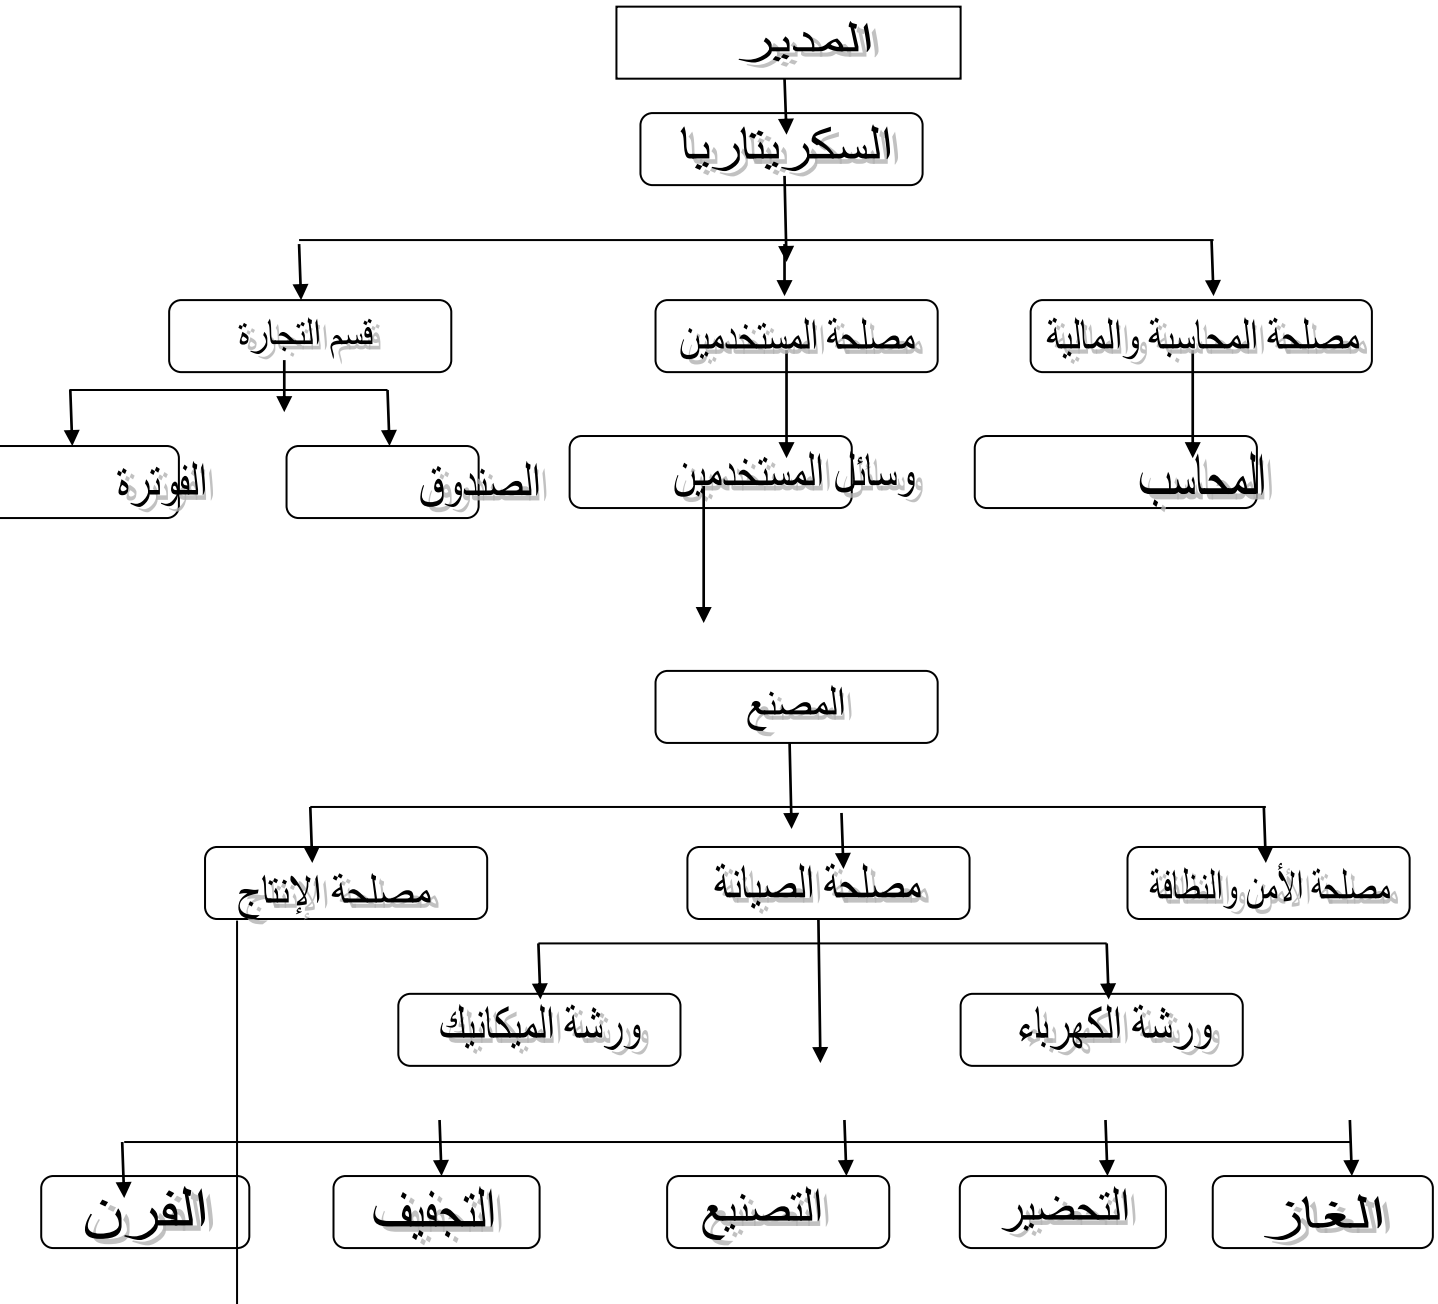 المدير
السكريتاريا
مصلحة المحاسبة والمالية
مصلحة المستخدمين
قسم التجارة
المحاسب
وسائل المستخدمين
الصندوق
الفوترة
المصنع
مصلحة الأمن والنظافة
مصلحة الصيانة
مصلحة الإنتاج
ورشة الكهرباء
ورشة الميكانيك
الغاز
التحضير
التصنيع
التجفيف
الفرن